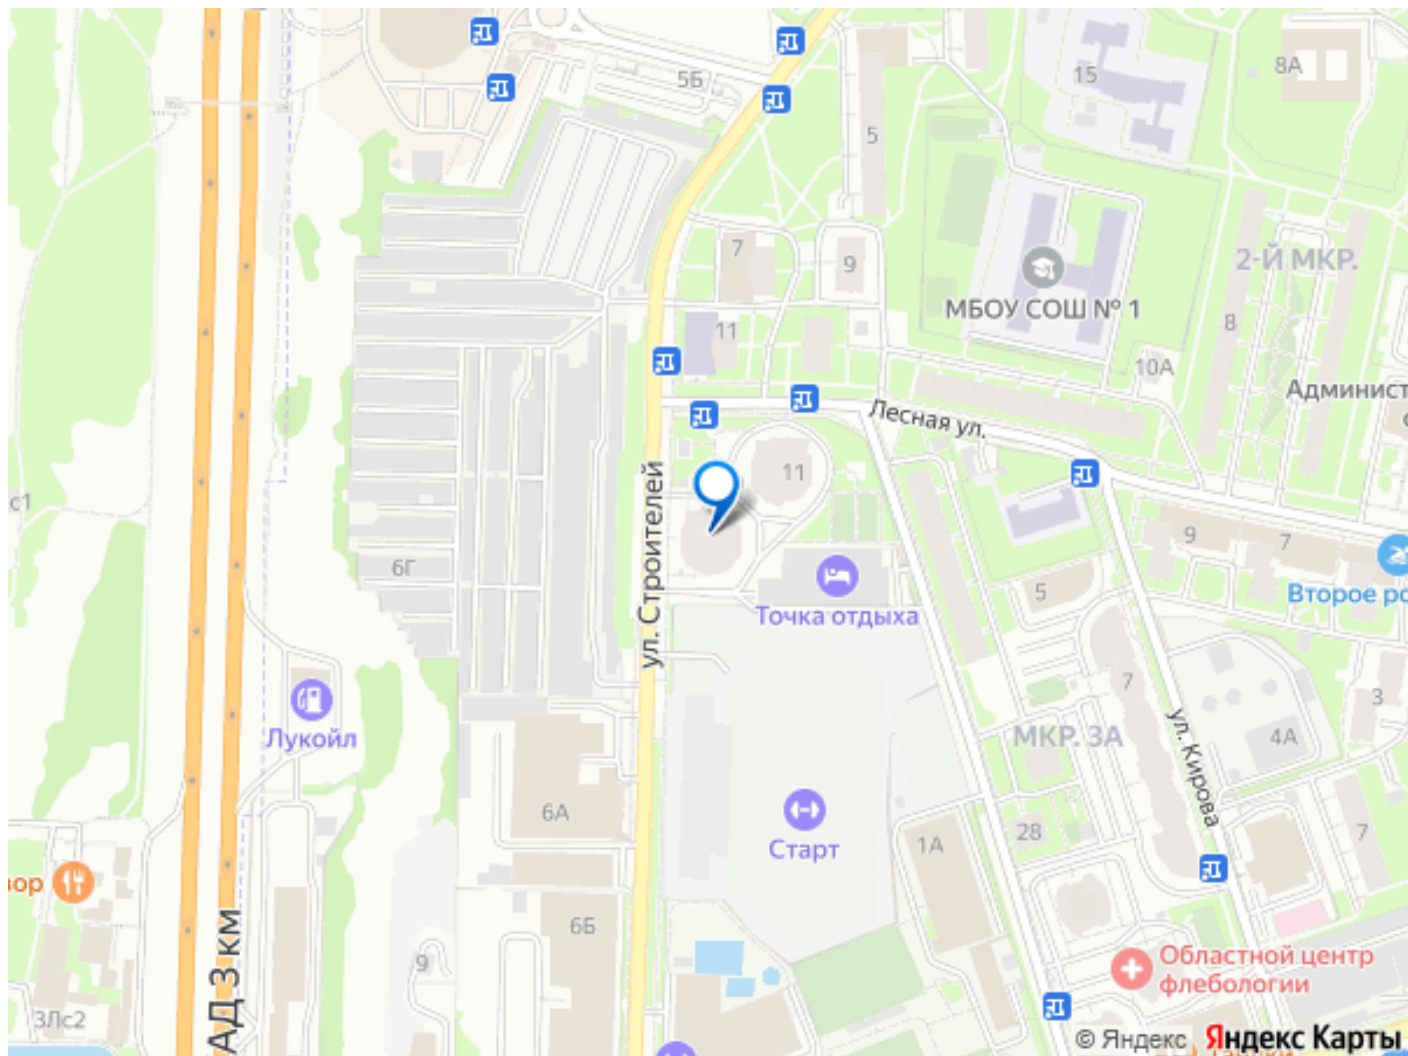 5Б
15
8А
5
7
9
2-Й МКР.
МБОУ СОШ № 1
11
8
10А
Админист
Лесная ул.
11
с1
ул. Строителей
6Г
9
7
5
Второе ро
Точка отдыха
7
3
Лукойл
МКР. 3А
ул. Кирова
4А
6А
Старт
28
1А
7
вор
6Б
АД 3 км
9
Областной центр
флебологии
3Лс2
© Яндекс Яндекс Карты